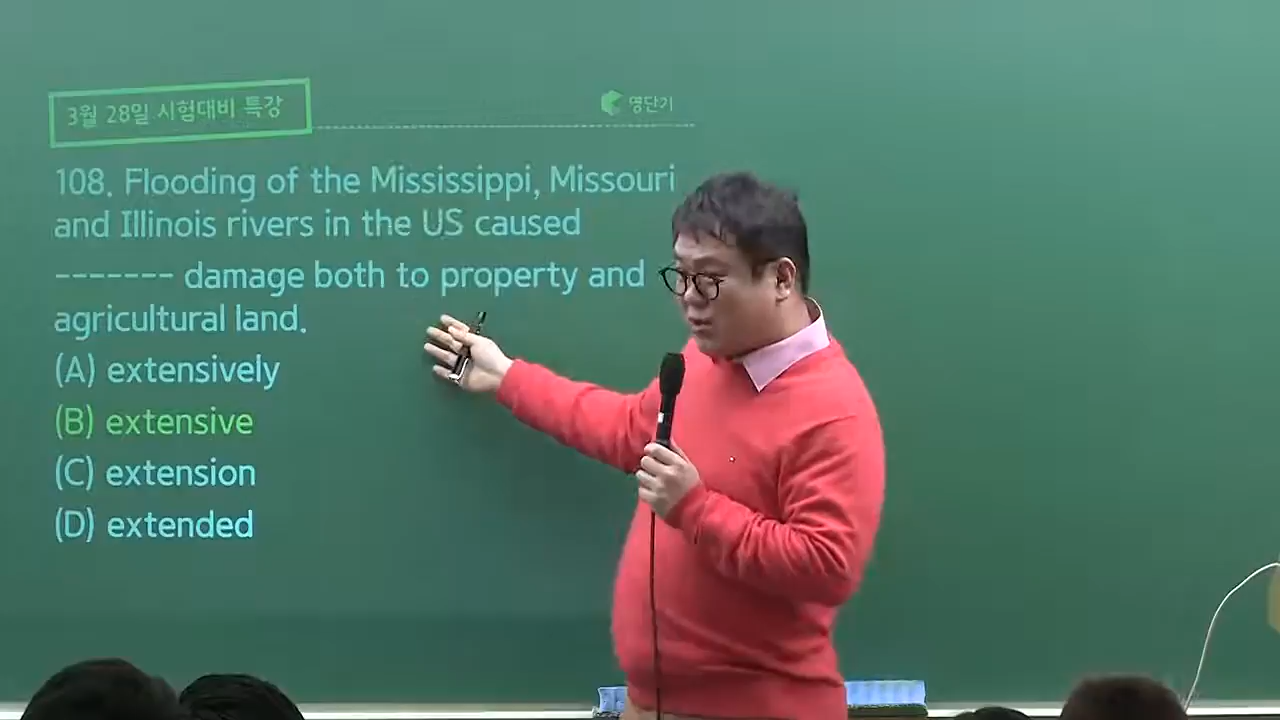 3월 28일 시험대비 특강
영단기
108. Flooding of the Mississippi, Missouri
and Illinois rivers in the US caused
------- damage both to property and
agricultural land.
(A) extensively
(B) extensive
(C) extension
(D) extended